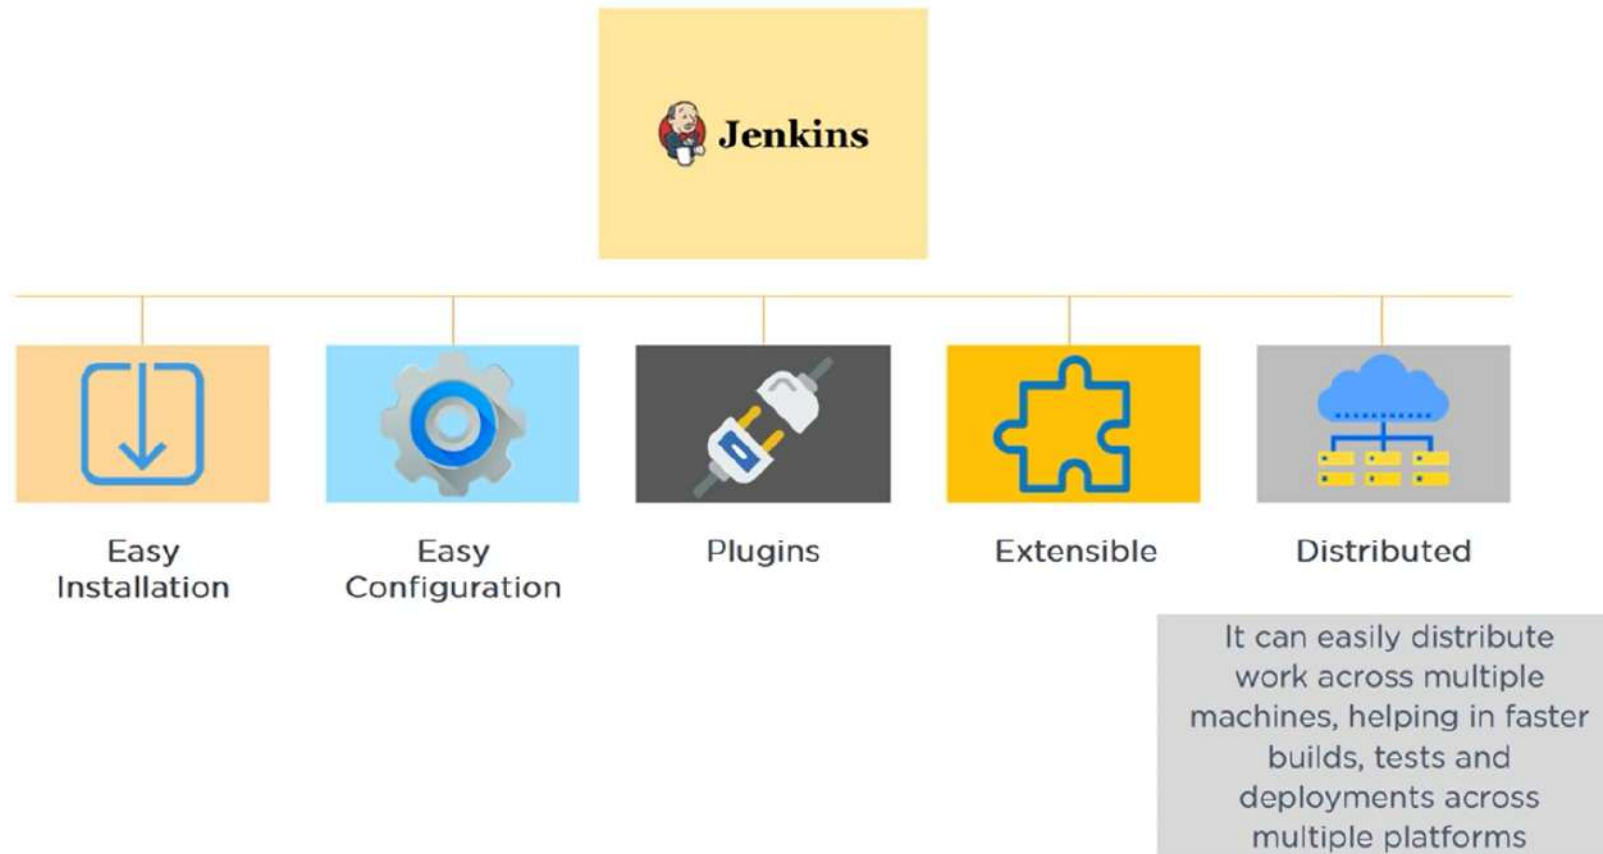 Jenkins
Easy
Installation
Easy
Configuration
Plugins
Extensible
Distributed
It can easily distribute
work across multiple
machines, helping in faster
builds, tests and
deployments across
multiple platforms